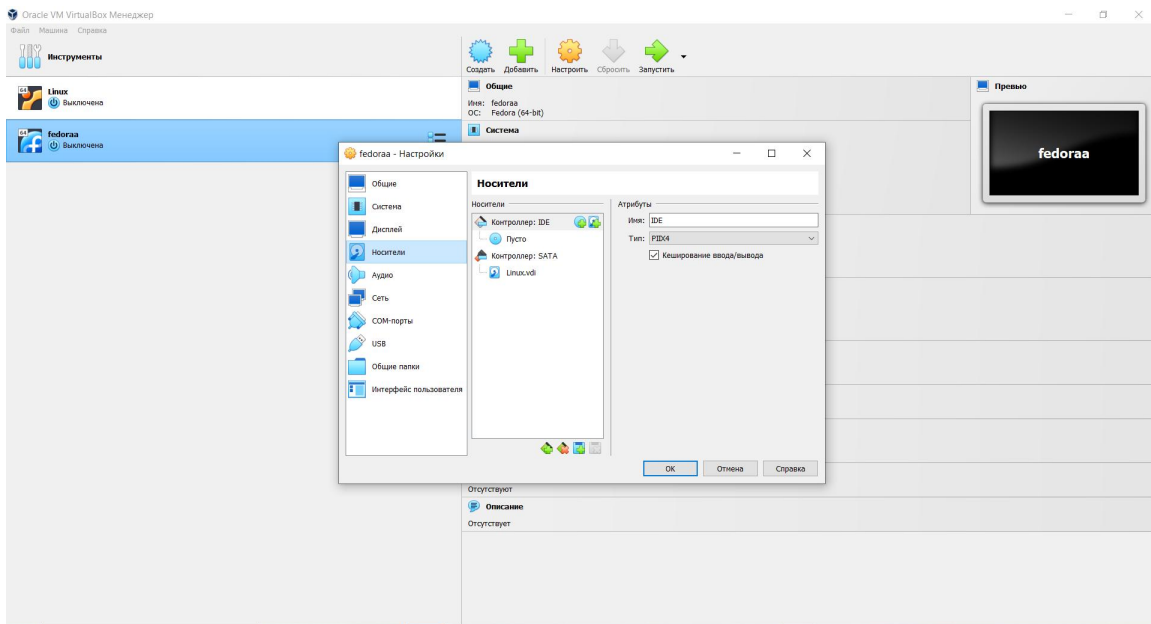 Oracle VM VirtualBox Менеджер
Файл Машина Справка
Инструменты
Создать Добавить Настроить Сбросить Запустить
64
Linux
Выключена
64
fedoraa
Выключена
Общие
Имя: fedoraa
ОС: Fedora (64-bit)
Система
Превью
fedoraa
fedoraa - Настройки
Общие
Система
Дисплей
Носители
Аудио
Сеть
COM-порты
USB
Общие папки
Интерфейс пользователя
Носители
Носители
Контроллер: IDE
Пусто
Контроллер: SATA
Linux.vdi
Атрибуты
Имя: IDE
Тип: PIIX4
Кеширование ввода/вывода
OK Отмена Справка
Отсутствуют
Описание
Отсутствует